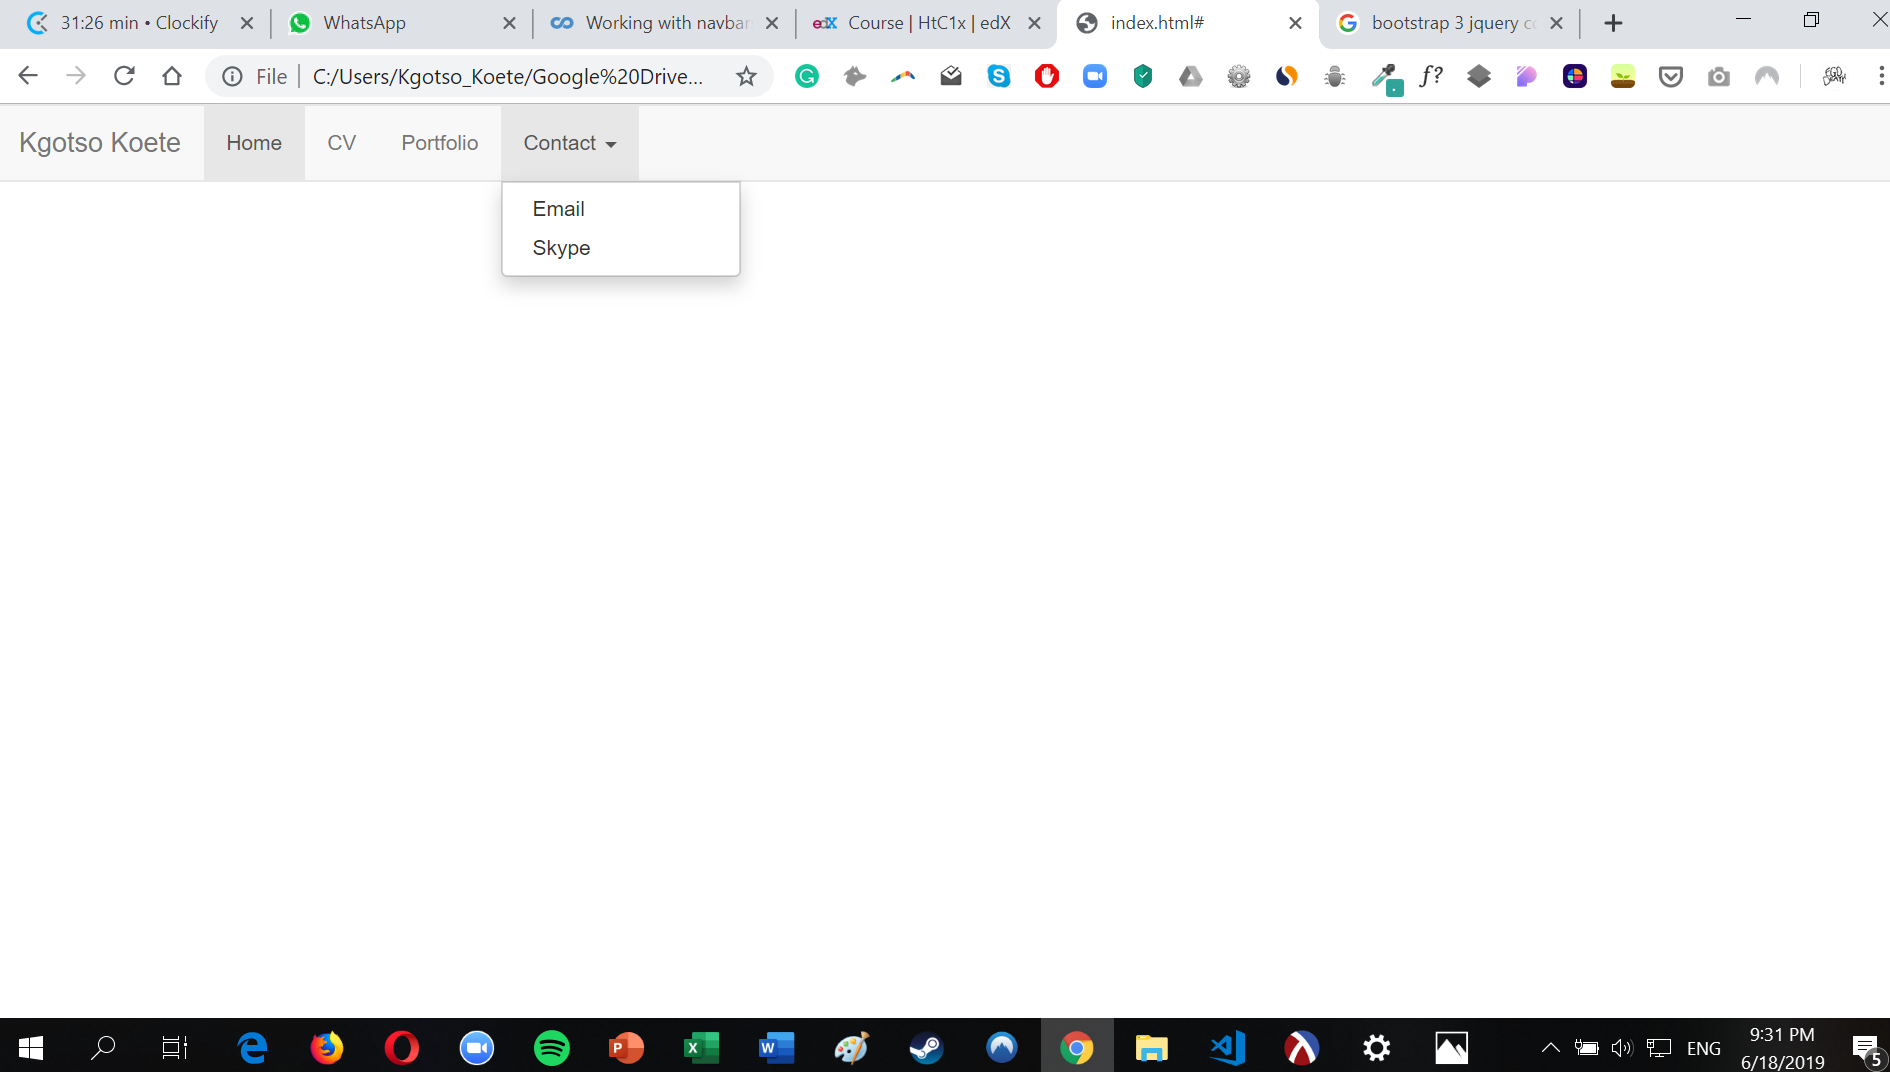 31:26 min • Clockify
WhatsApp
Working with navbar
edX Course | HtC1x | edX
index.html#
bootstrap 3 jquery c
File
C:/Users/Kgotso_Koete/Google%20Drive...
f?
Kgotso Koete
Home
CV
Portfolio
Contact
Email
Skype
ENG
9:31 PM
6/18/2019
5